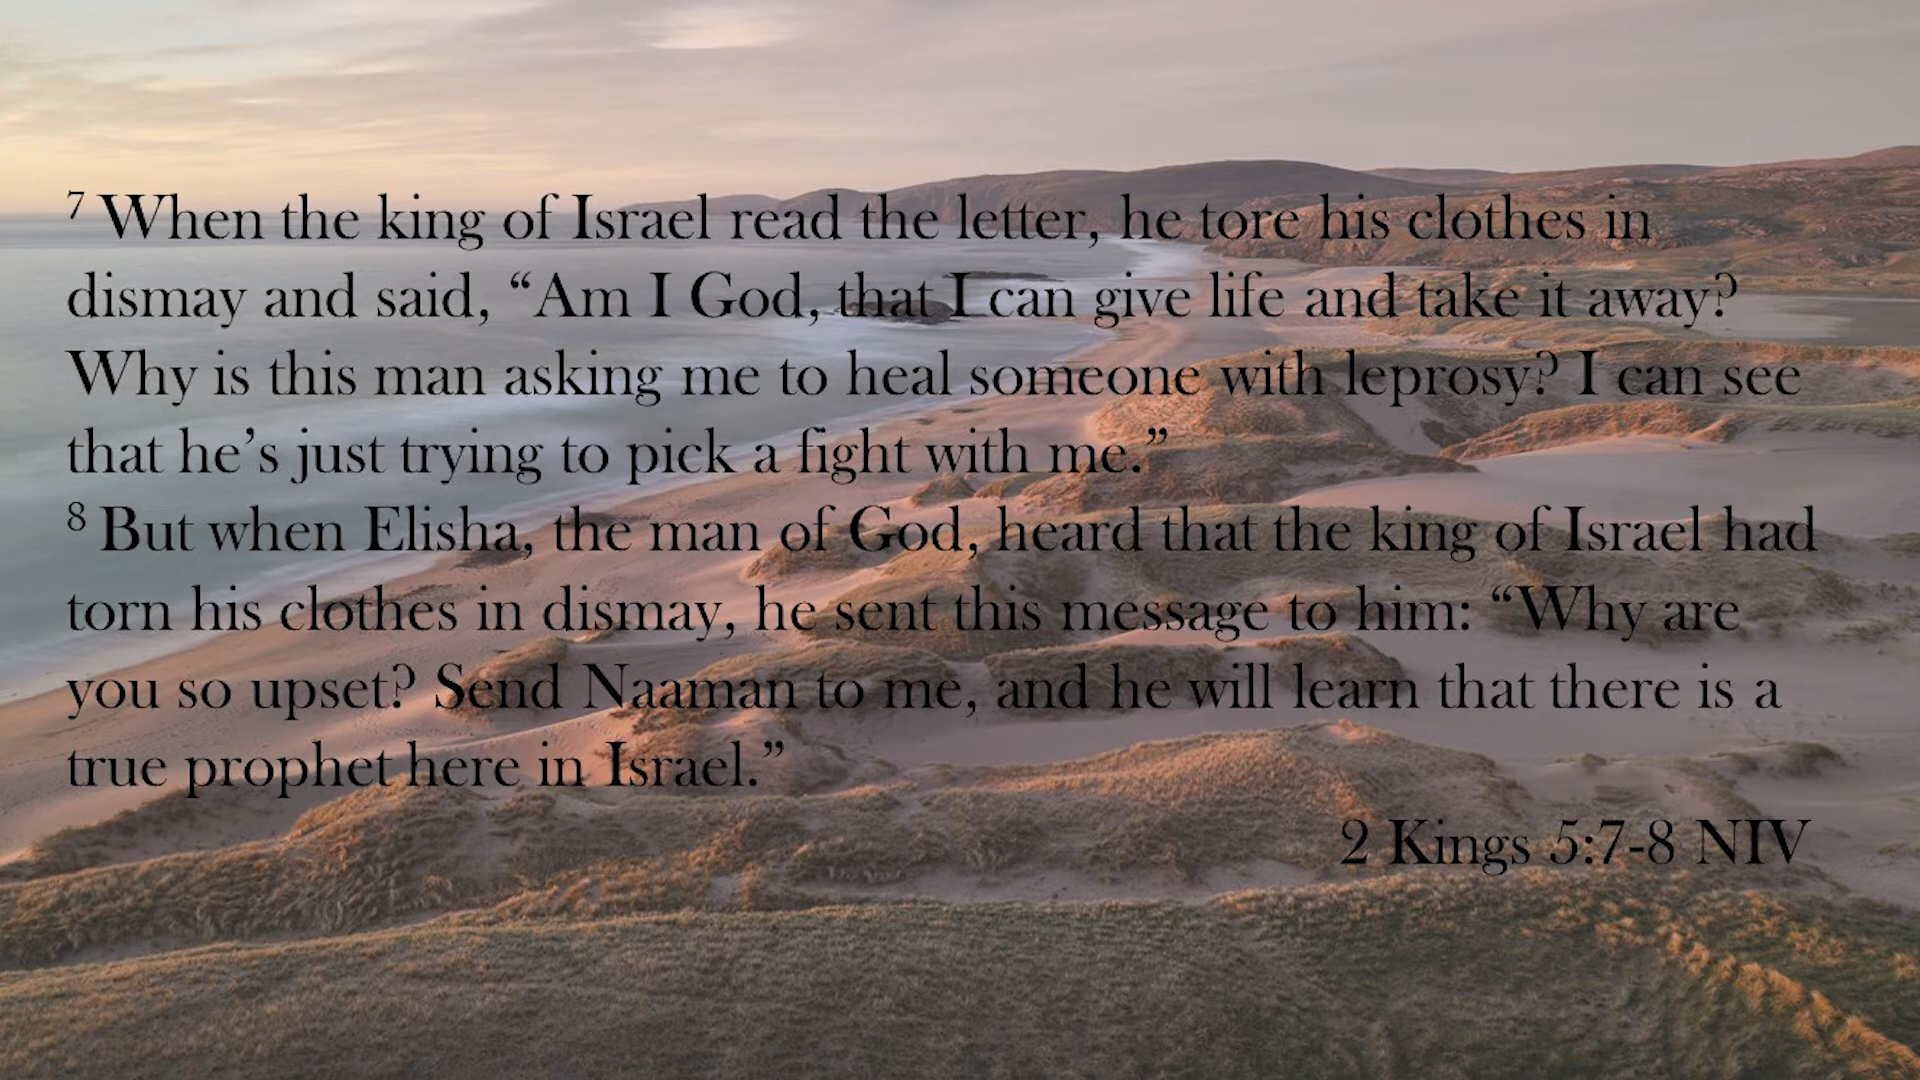 7 When the king of Israel read the letter, he tore his clothes in
dismay and said, “Am I God, that I can give life and take it away?
Why is this man asking me to heal someone with leprosy? I can see
that he’s just trying to pick a fight with me.”
8 But when Elisha, the man of God, heard that the king of Israel had
torn his clothes in dismay, he sent this message to him: “Why are
you so upset? Send Naaman to me, and he will learn that there is a
true prophet here in Israel.”
2 Kings 5:7-8 NIV